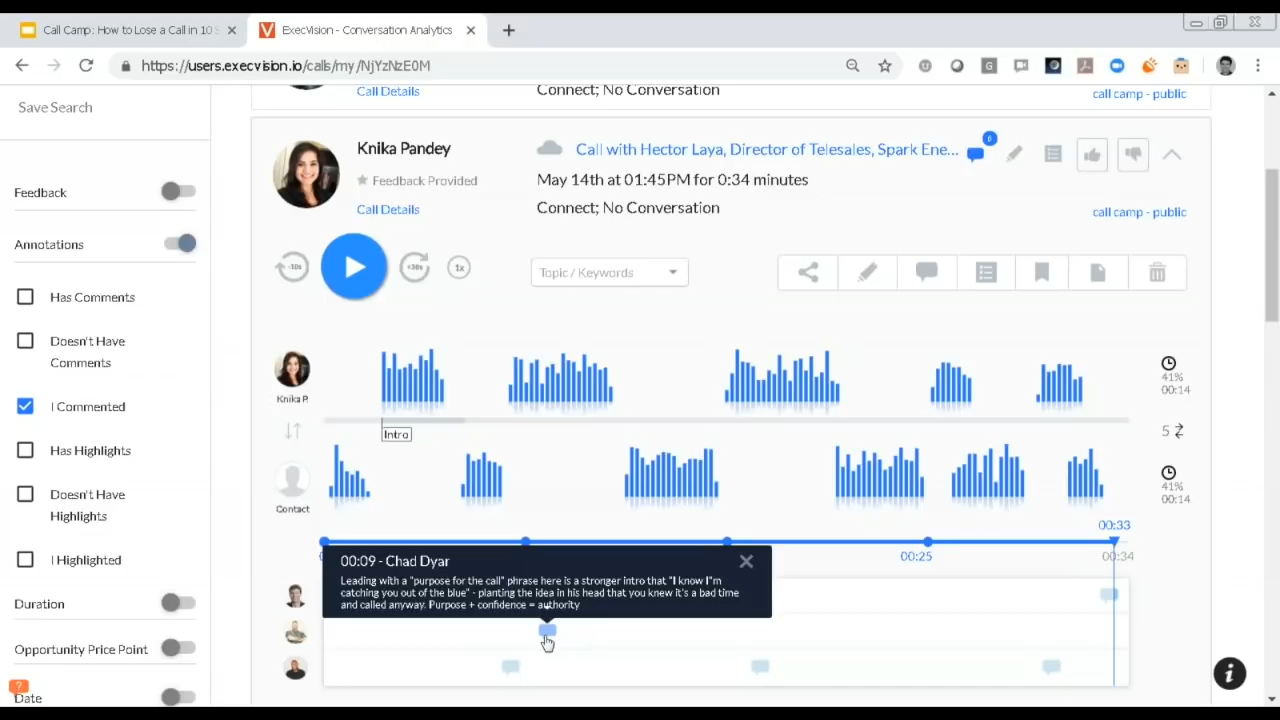 Call Camp: How to Lose a Call in 10 S
ExecVision - Conversation Analytics
https://users.execvision.io/calls/my/NjYzNzE0M
Save Search
Call Details
Connect; No Conversation
call camp - public
Knika Pandey
Call with Hector Laya, Director of Telesales, Spark Ene...
6
Feedback Provided
May 14th at 01:45PM for 0:34 minutes
Call Details
Connect; No Conversation
call camp - public
Feedback
Annotations
Has Comments
Doesn't Have
Comments
I Commented
Has Highlights
Doesn't Have
Highlights
I Highlighted
Duration
Opportunity Price Point
?
Date
-10s
+30s
1x
Topic / Keywords
Knika P.
41%
00:14
Intro
5
Contact
41%
00:14
00:33
00:25
00:34
00:09 - Chad Dyar
Leading with a "purpose for the call" phrase here is a stronger intro that "I know I"m
catching you out of the blue" - planting the idea in his head that you knew it's a bad time
and called anyway. Purpose + confidence = authority